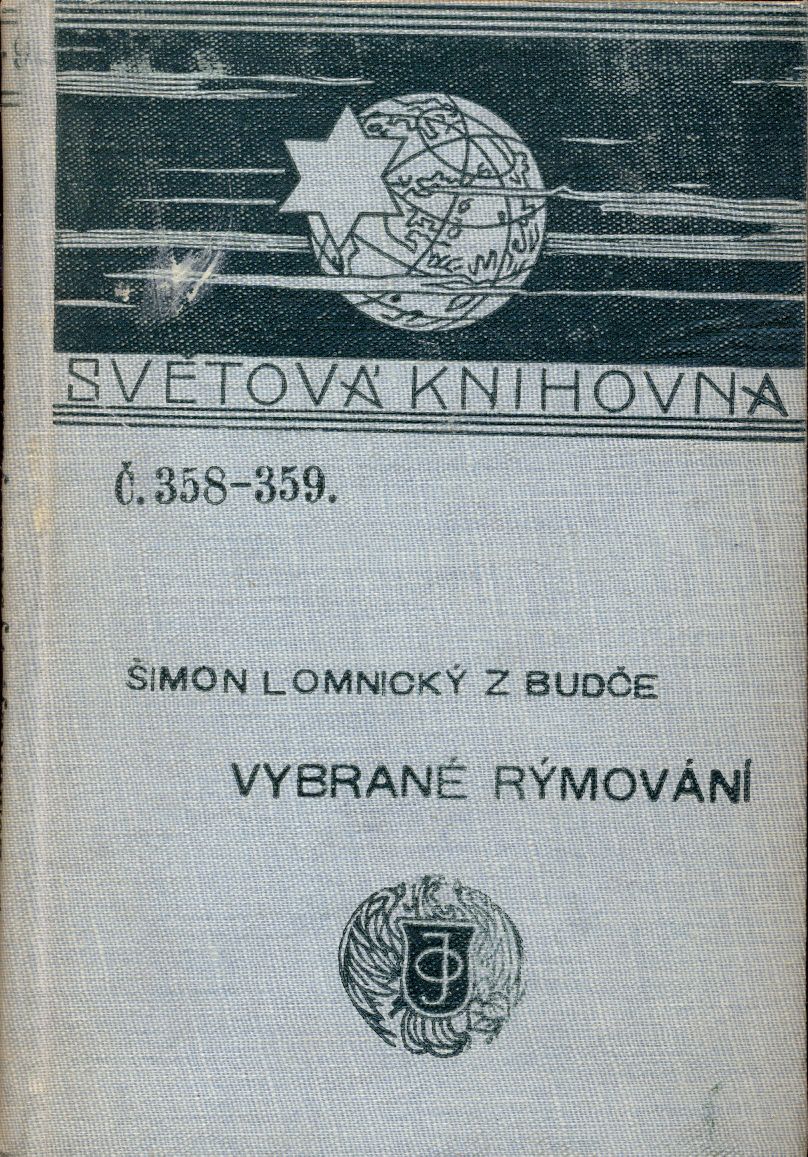 SVĚTOVÁ KNIHOVNA
Č. 358-359.
ŠIMON LOMNICKÝ Z BUDČE
VYBRANÉ RÝMOVÁNÍ